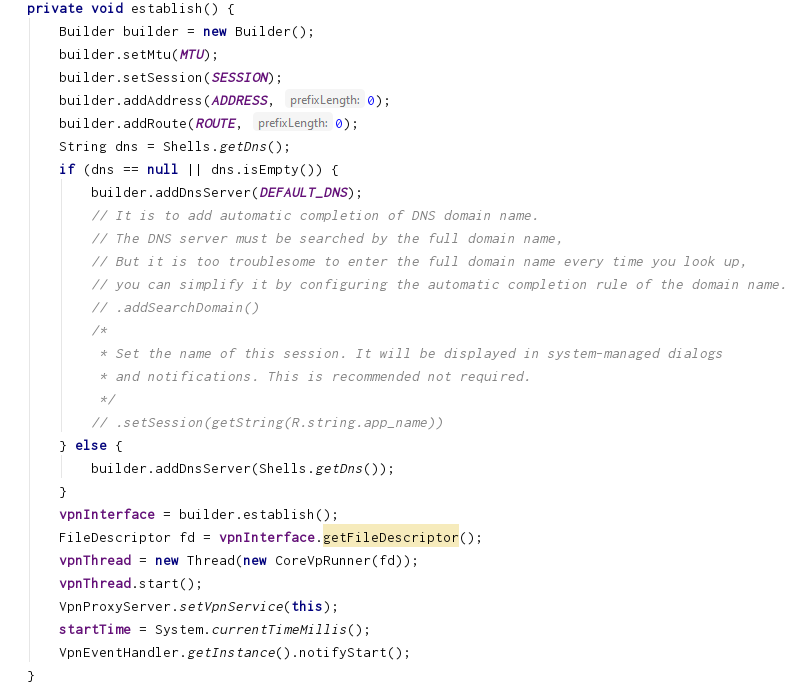 private void establish() {
Builder builder = new Builder();
builder.setMtu(MTU);
builder.setSession(SESSION);
builder.addAddress(ADDRESS, prefixLength: 0);
builder.addRoute(ROUTE, prefixLength: 0);
String dns = Shells.getDns();
if (dns == null || dns.isEmpty()) {
builder.addDnsServer(DEFAULT_DNS);
// It is to add automatic completion of DNS domain name.
// The DNS server must be searched by the full domain name,
// But it is too troublesome to enter the full domain name every time you look up,
// you can simplify it by configuring the automatic completion rule of the domain name.
// .addSearchDomain()
/*
* Set the name of this session. It will be displayed in system-managed dialogs
* and notifications. This is recommended not required.
*/
// .setSession(getString(R.string.app_name))
} else {
builder.addDnsServer(Shells.getDns());
}
vpnInterface = builder.establish();
FileDescriptor fd = vpnInterface.getFileDescriptor();
vpnThread = new Thread(new CoreVpRunner(fd));
vpnThread.start();
VpnProxyServer.setVpnService(this);
startTime = System.currentTimeMillis();
VpnEventHandler.getInstance().notifyStart();
}